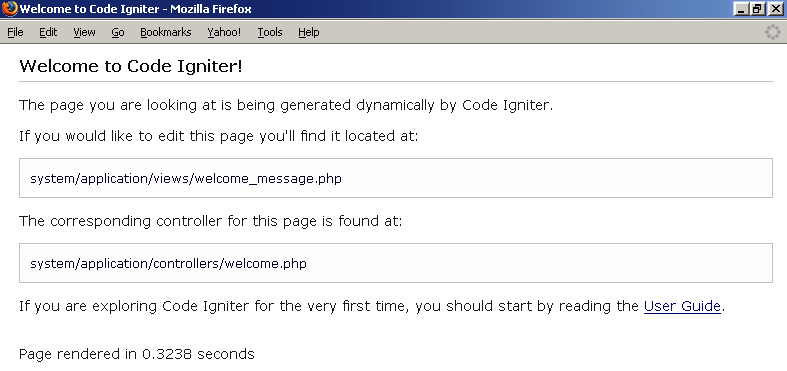 Welcome to Code Igniter - Mozilla Firefox
File Edit View Go Bookmarks Yahoo! Tools Help
Welcome to Code Igniter!
The page you are looking at is being generated dynamically by Code Igniter.
If you would like to edit this page you'll find it located at:
system/application/views/welcome_message.php
The corresponding controller for this page is found at:
system/application/controllers/welcome.php
If you are exploring Code Igniter for the very first time, you should start by reading the User Guide.
Page rendered in 0.3238 seconds